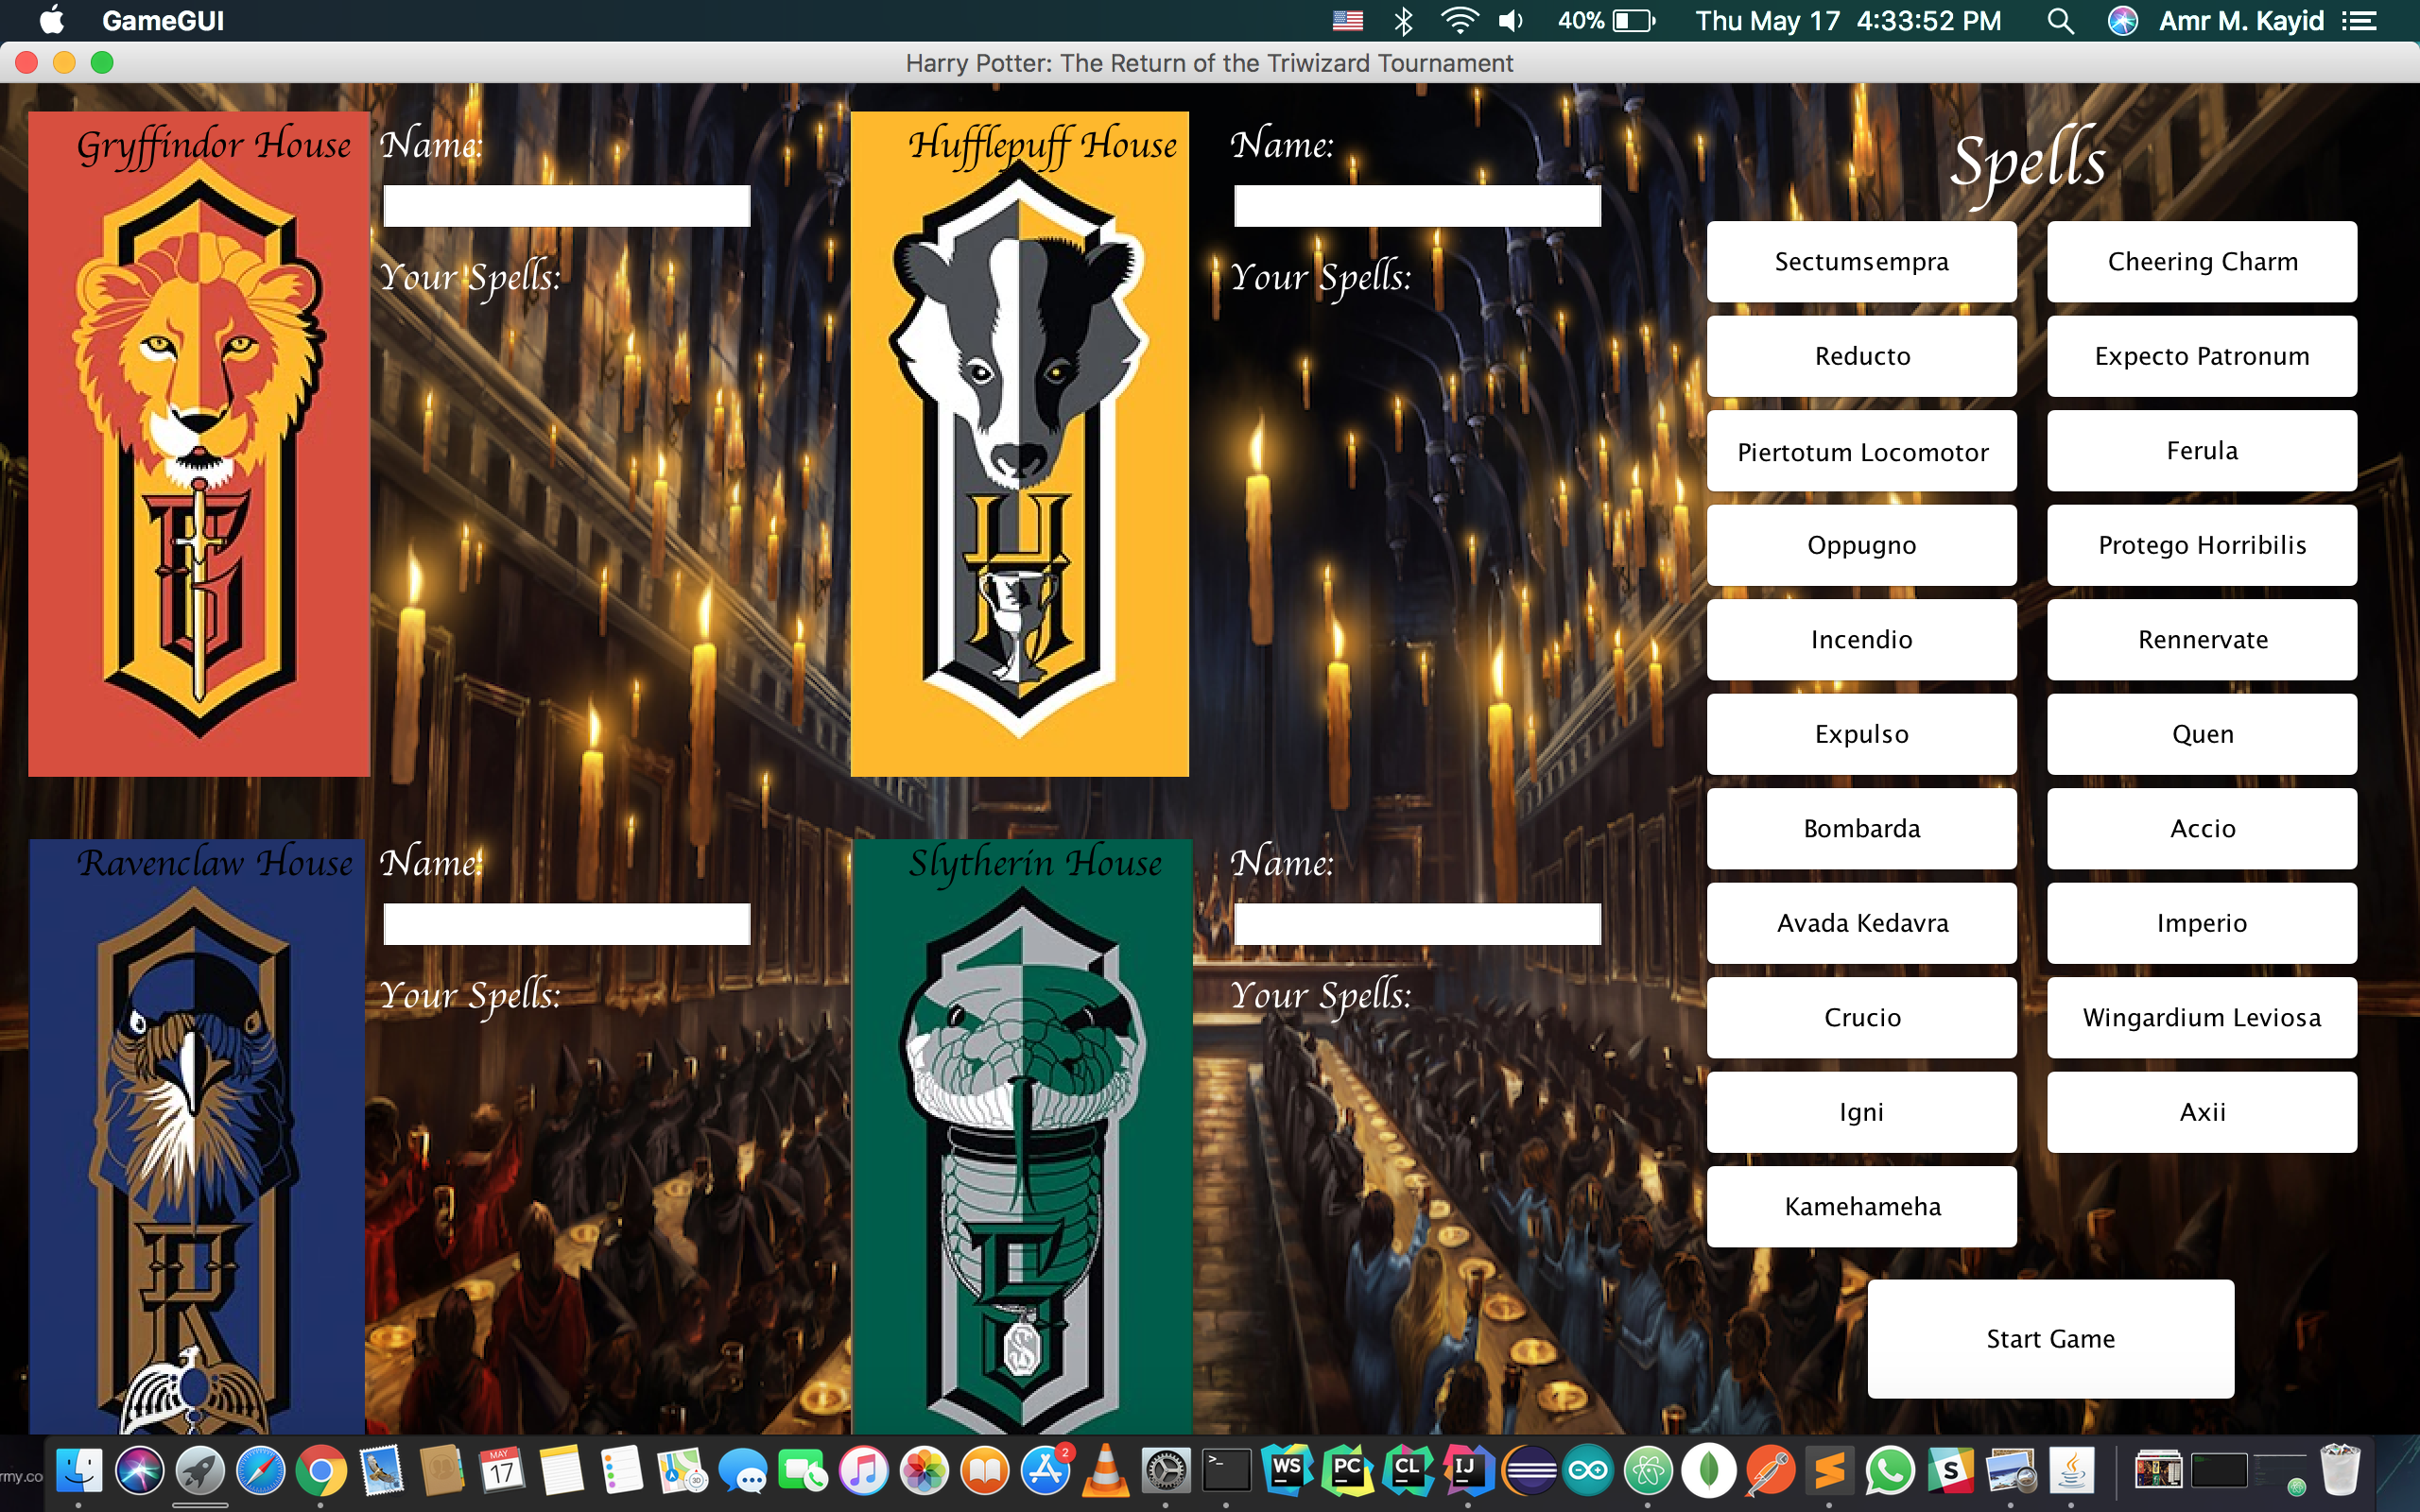 GameGUI
40%
Thu May 17 4:33:52 PM
Amr M. Kayid
Harry Potter: The Return of the Triwizard Tournament
Gryffindor House
Name:
Your Spells:
G
Hufflepuff House
Name:
Your Spells:
H
Ravenclaw House
Name:
Your Spells:
R
Slytherin House
Name:
Your Spells:
S
S
Spells
Sectumsempra
Cheering Charm
Reducto
Expecto Patronum
Piertotum Locomotor
Ferula
Oppugno
Protego Horribilis
Incendio
Rennervate
Expulso
Quen
Bombarda
Accio
Avada Kedavra
Imperio
Crucio
Wingardium Leviosa
Igni
Axii
Kamehameha
Start Game
rmy.co
MAY
17
3D
2
>_
WS
PC
CL
IJ
S